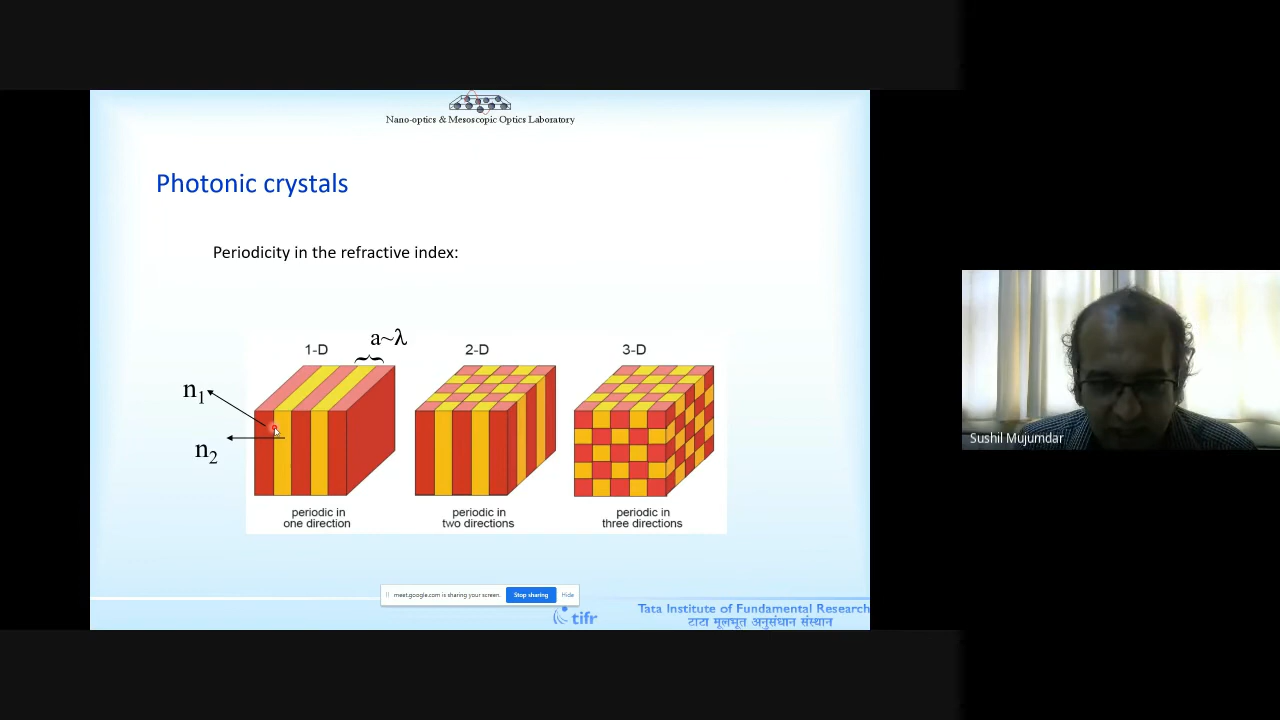 Nano-optics & Mesoscopic Optics Laboratory
Photonic crystals
Periodicity in the refractive index:
a~λ
1-D
2-D
3-D
n1
n2
periodic in
one direction
periodic in
two directions
periodic in
three directions
Sushil Mujumdar
meet.google.com is sharing your screen.
Stop sharing
Hide
tifr
Tata Institute of Fundamental Research
टाटा मूलभूत अनुसंधान संस्थान